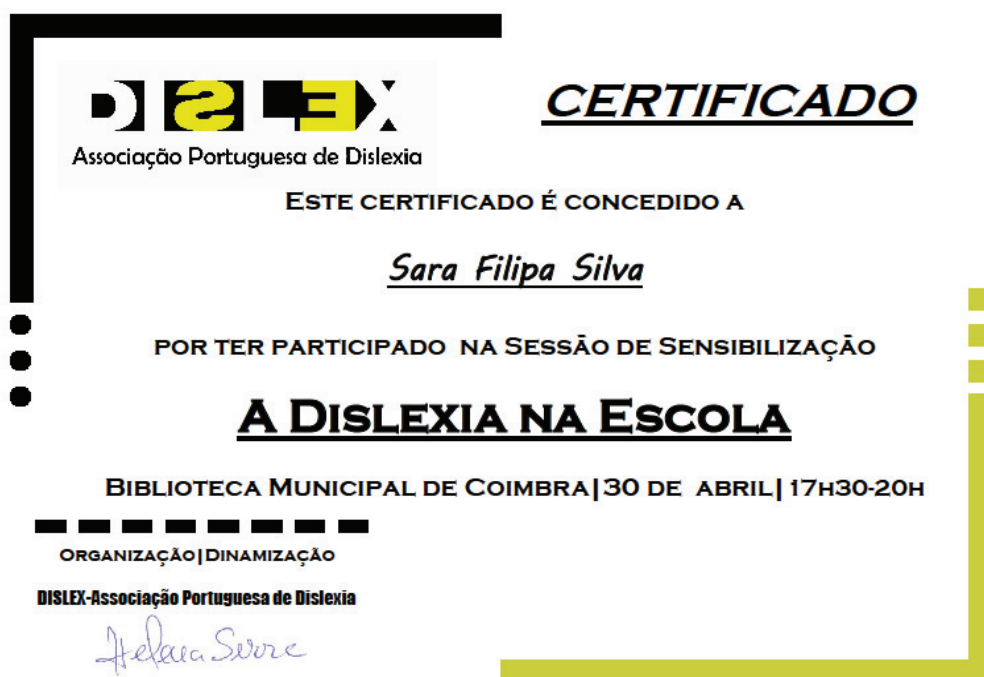 DISLEX
Associação Portuguesa de Dislexia
CERTIFICADO
ESTE CERTIFICADO É CONCEDIDO A
Sara Filipa Silva
POR TER PARTICIPADO NA SESSÃO DE SENSIBILIZAÇÃO
A DISLEXIA NA ESCOLA
BIBLIOTECA MUNICIPAL DE COIMBRA|30 DE ABRIL| 17H30-20H
ORGANIZAÇÃO|DINAMIZAÇÃO
DISLEX-Associação Portuguesa de Dislexia
Helena